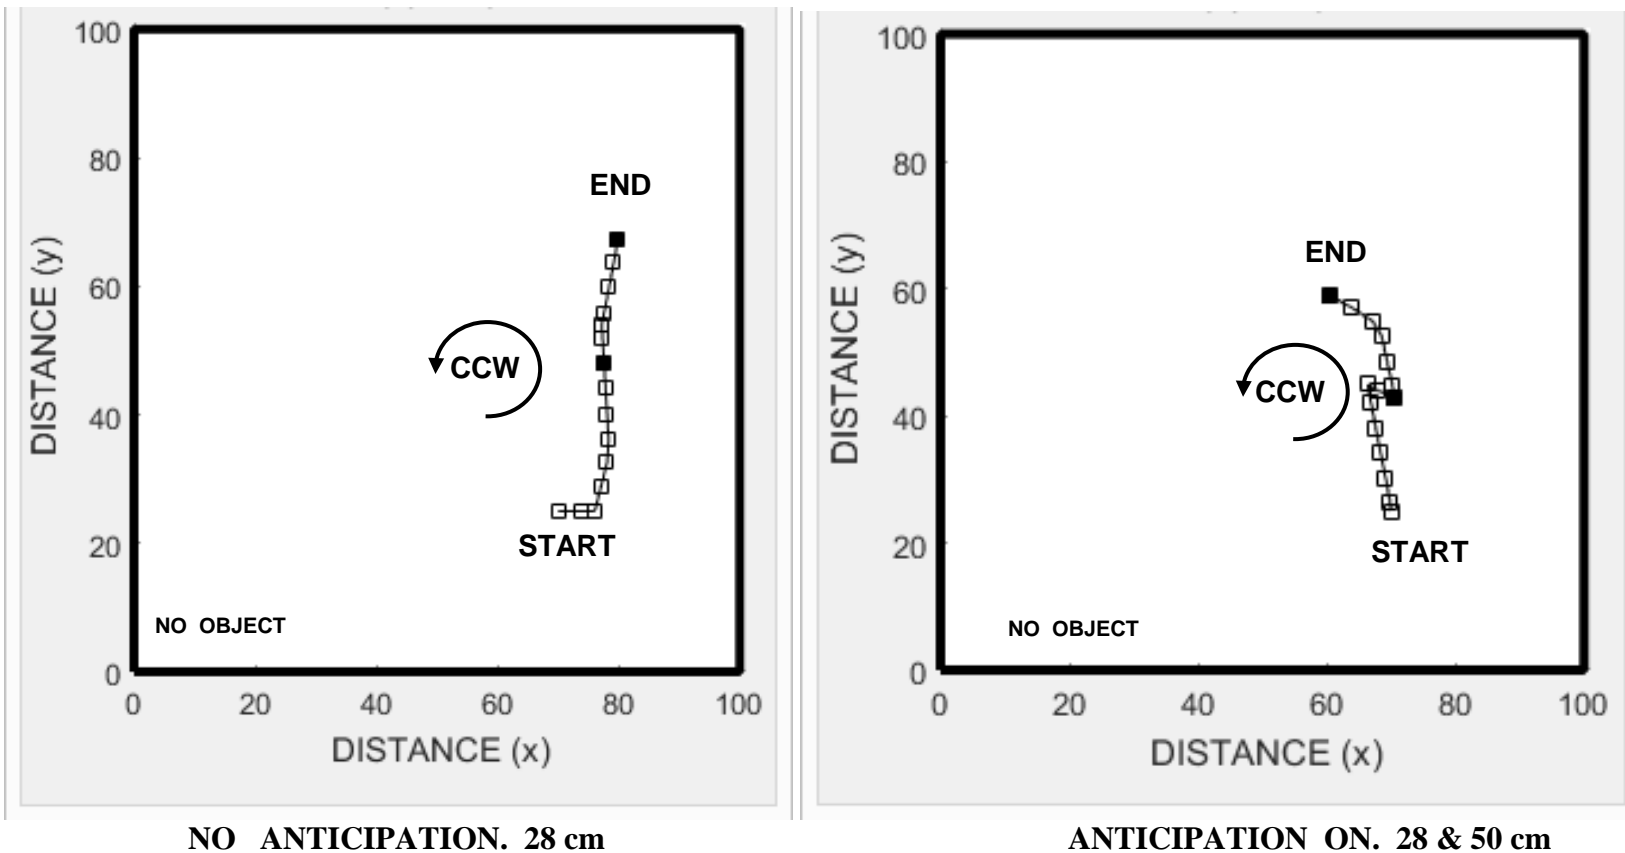 100
80
60
40
20
0
DISTANCE (y)
END
CCW
START
NO OBJECT
0 20 40 60 80 100
DISTANCE (x)
NO ANTICIPATION. 28 cm
100
80
60
40
20
0
DISTANCE (y)
END
CCW
START
NO OBJECT
0 20 40 60 80 100
DISTANCE (x)
ANTICIPATION ON. 28 & 50 cm